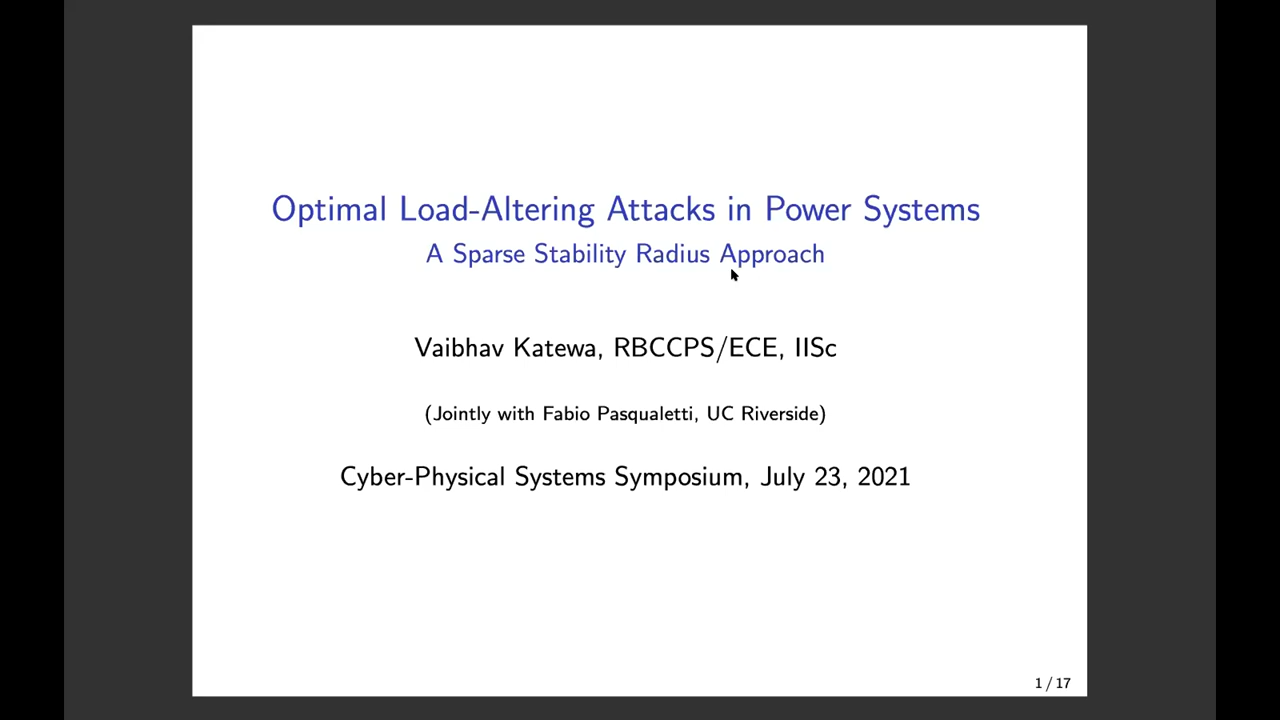 Optimal Load-Altering Attacks in Power Systems
A Sparse Stability Radius Approach
Vaibhav Katewa, RBCCPS/ECE, IISc
(Jointly with Fabio Pasqualetti, UC Riverside)
Cyber-Physical Systems Symposium, July 23, 2021
1 / 17